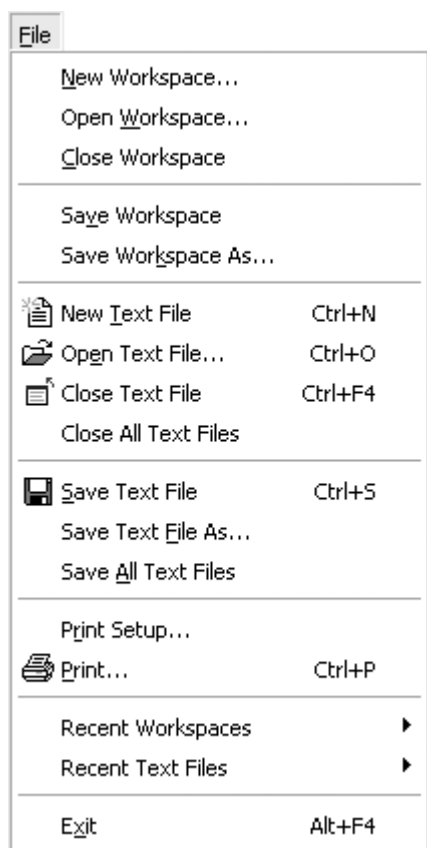 File
New Workspace...
Open Workspace...
Close Workspace
Save Workspace
Save Workspace As...
New Text File Ctrl+N
Open Text File... Ctrl+O
Close Text File Ctrl+F4
Close All Text Files
Save Text File Ctrl+S
Save Text File As...
Save All Text Files
Print Setup...
Print... Ctrl+P
Recent Workspaces
Recent Text Files
Exit Alt+F4